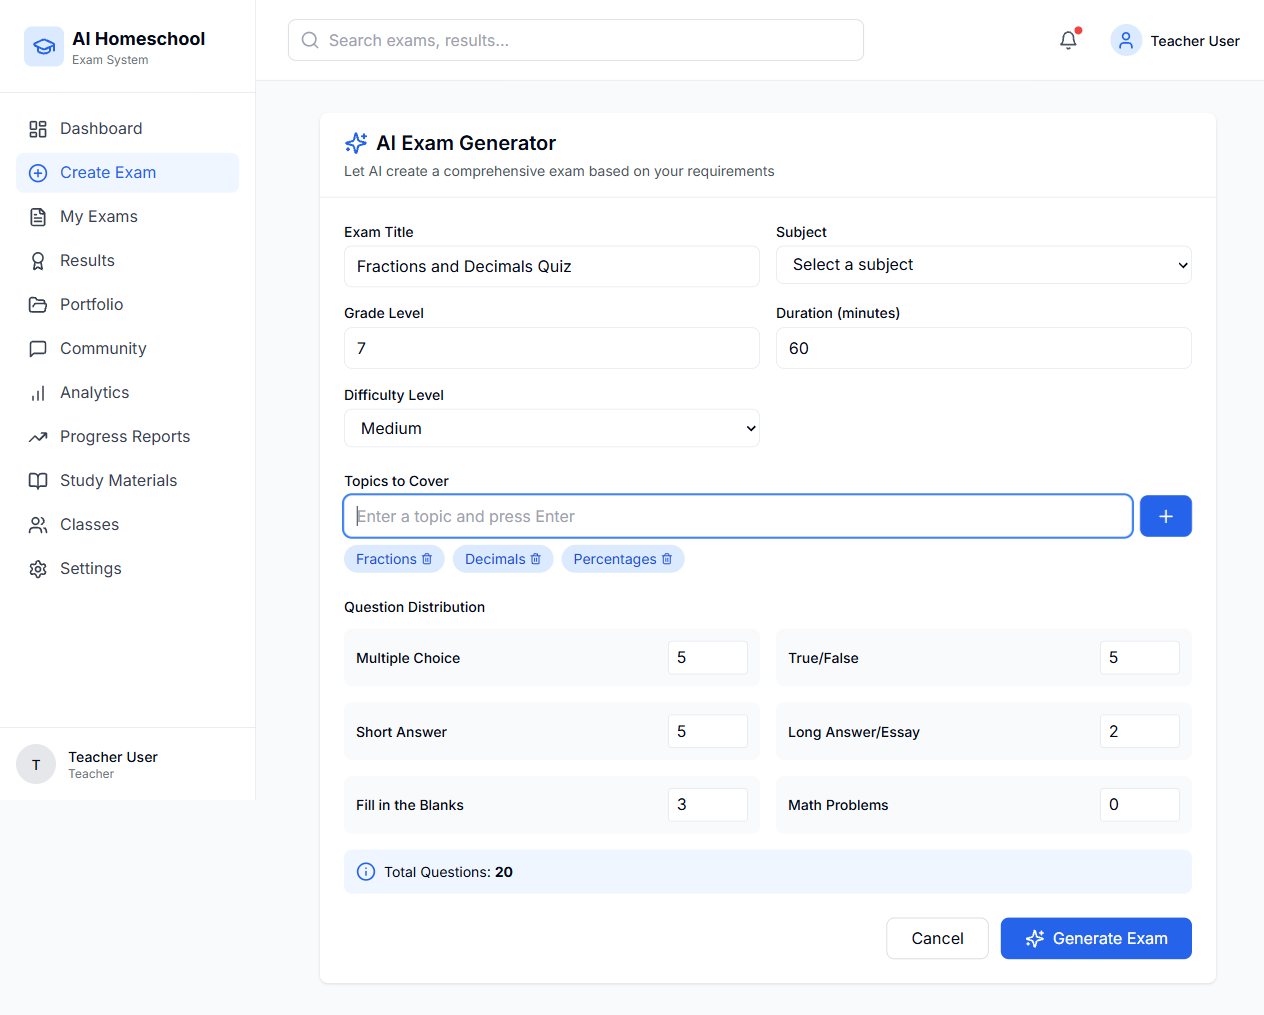 AI Homeschool
Exam System
Search exams, results...
Teacher User
Dashboard
Create Exam
My Exams
Results
Portfolio
Community
Analytics
Progress Reports
Study Materials
Classes
Settings
T
Teacher User
Teacher
AI Exam Generator
Let AI create a comprehensive exam based on your requirements
Exam Title
Fractions and Decimals Quiz
Subject
Select a subject
Grade Level
7
Duration (minutes)
60
Difficulty Level
Medium
Topics to Cover
Enter a topic and press Enter
Fractions
Decimals
Percentages
Question Distribution
Multiple Choice
5
True/False
5
Short Answer
5
Long Answer/Essay
2
Fill in the Blanks
3
Math Problems
0
Total Questions: 20
Cancel
Generate Exam